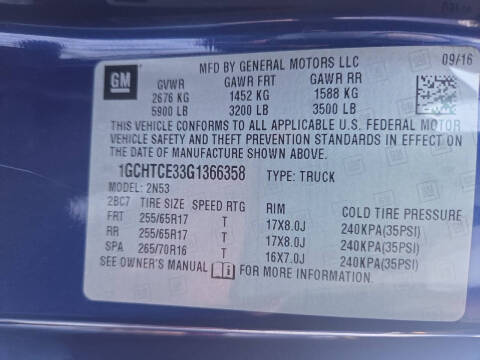 GM
MFD BY GENERAL MOTORS LLC 09/16
GVWR GAWR FRT GAWR RR
2676 KG 1452 KG 1588 KG
5900 LB 3200 LB 3500 LB
THIS VEHICLE CONFORMS TO ALL APPLICABLE U.S. FEDERAL MOTOR
VEHICLE SAFETY AND THEFT PREVENTION STANDARDS IN EFFECT ON
THE DATE OF MANUFACTURE SHOWN ABOVE.
1GCHTCE33G1366358 TYPE: TRUCK
MODEL: 2N53
2BC7 TIRE SIZE SPEED RTG RIM COLD TIRE PRESSURE
FRT 255/65R17 T 17X8.0J 240KPA(35PSI)
RR 255/65R17 T 17X8.0J 240KPA(35PSI)
SPA 265/70R16 T 16X7.0J 240KPA(35PSI)
SEE OWNER'S MANUAL FOR MORE INFORMATION.